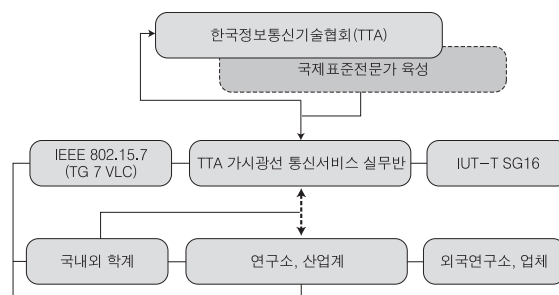 한국정보통신기술협회(TTA)
국제표준전문가 육성
IEEE 802.15.7
(TG 7 VLC)
TTA 가시광선 통신서비스 실무반
IUT-T SG16
국내외 학계
연구소, 산업계
외국연구소, 업체